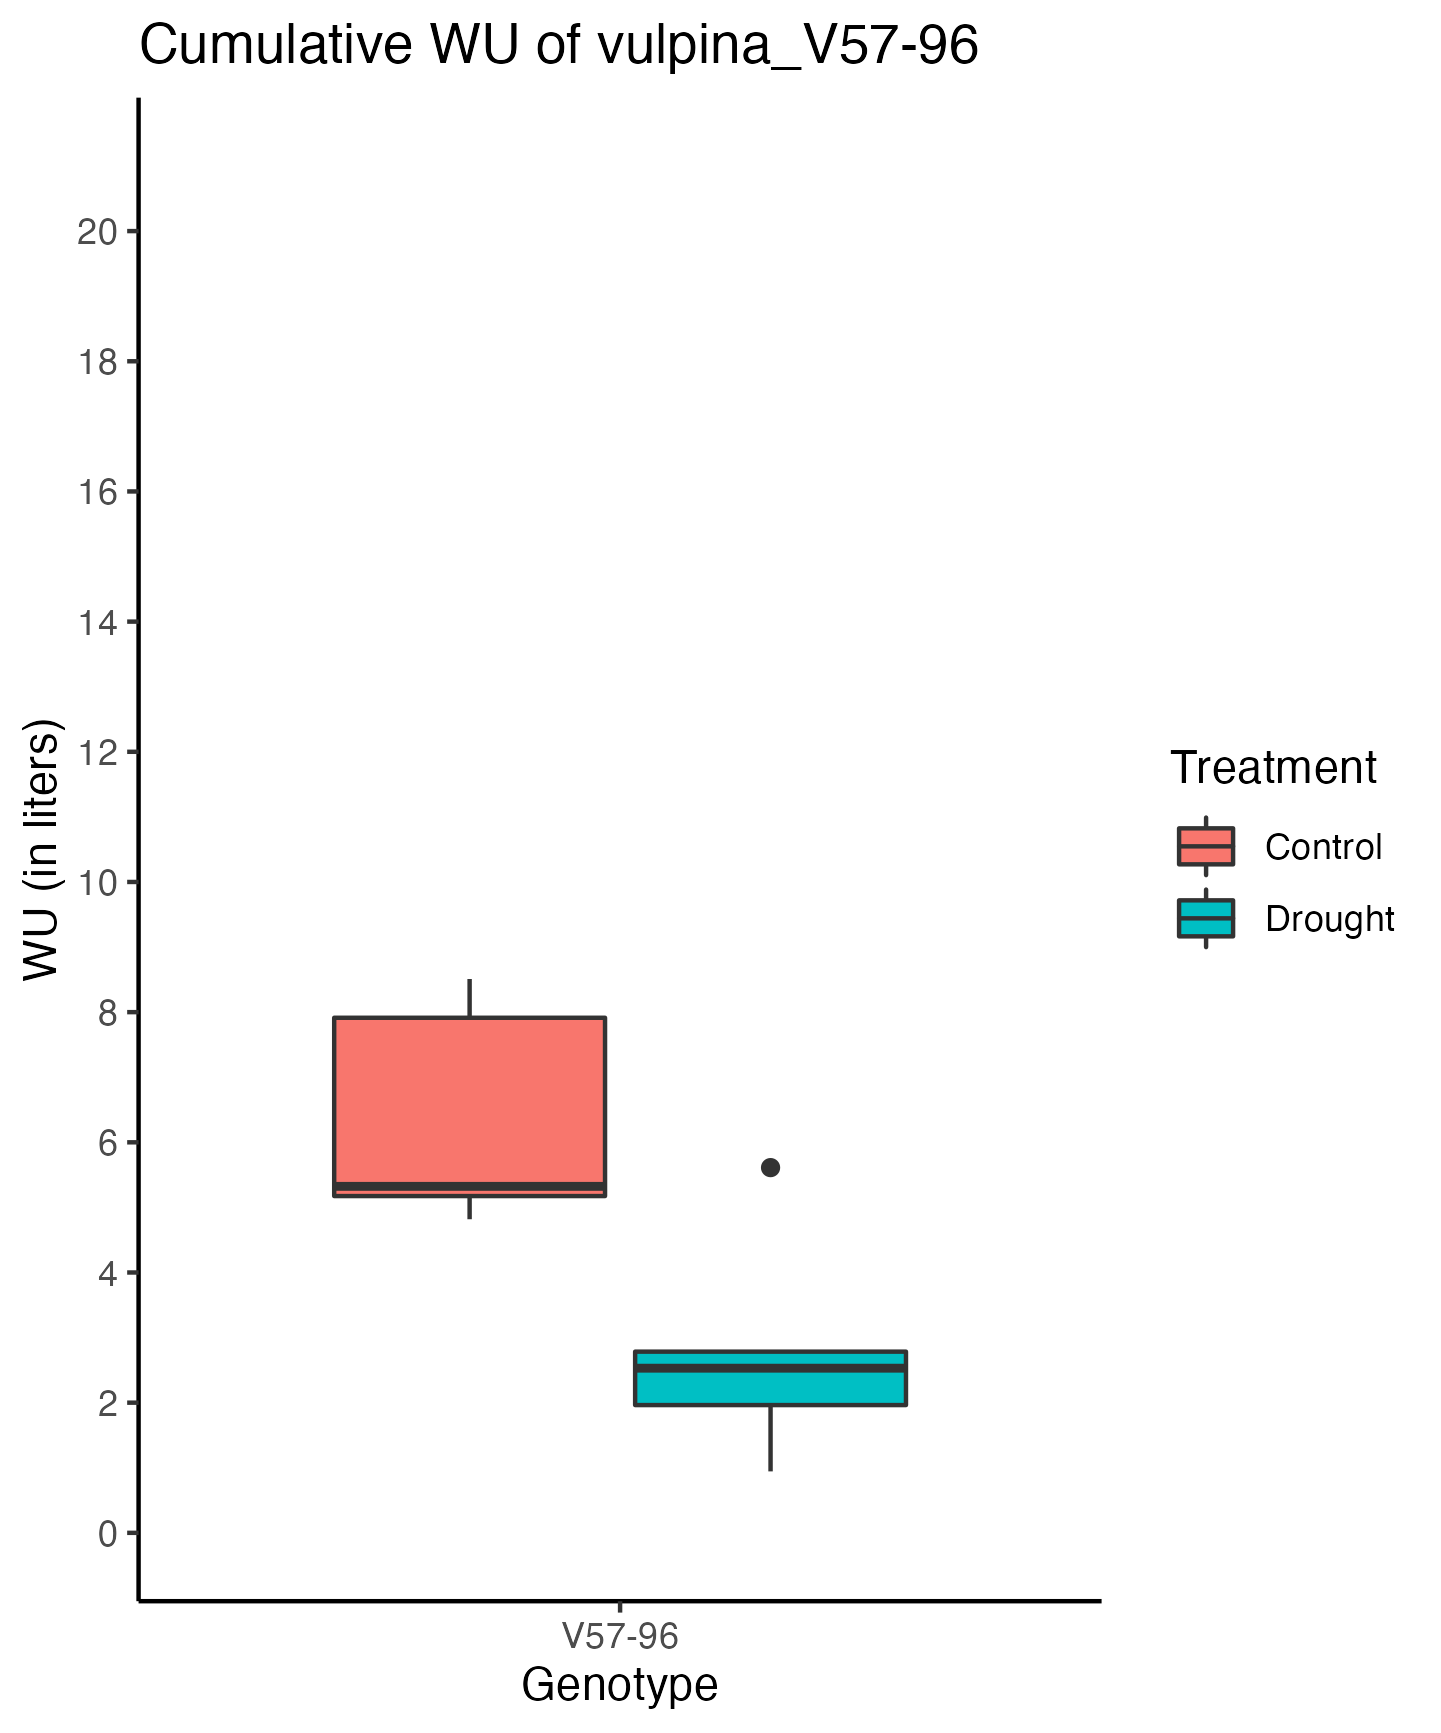 Cumulative WU of vulpina_V57-96
20
18
16
14
12
10
8
6
4
2
0
WU (in liters)
V57-96
Genotype
Treatment
Control
Drought